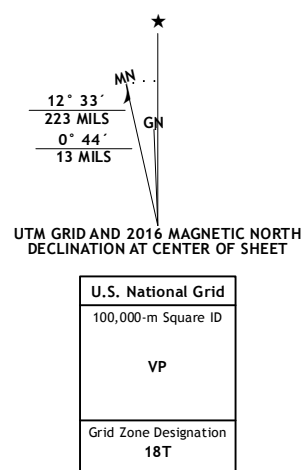 ★
MN
GN
12° 33´
223 MILS
0° 44´
13 MILS
UTM GRID AND 2016 MAGNETIC NORTH
DECLINATION AT CENTER OF SHEET
U.S. National Grid
100,000-m Square ID
VP
Grid Zone Designation
18T